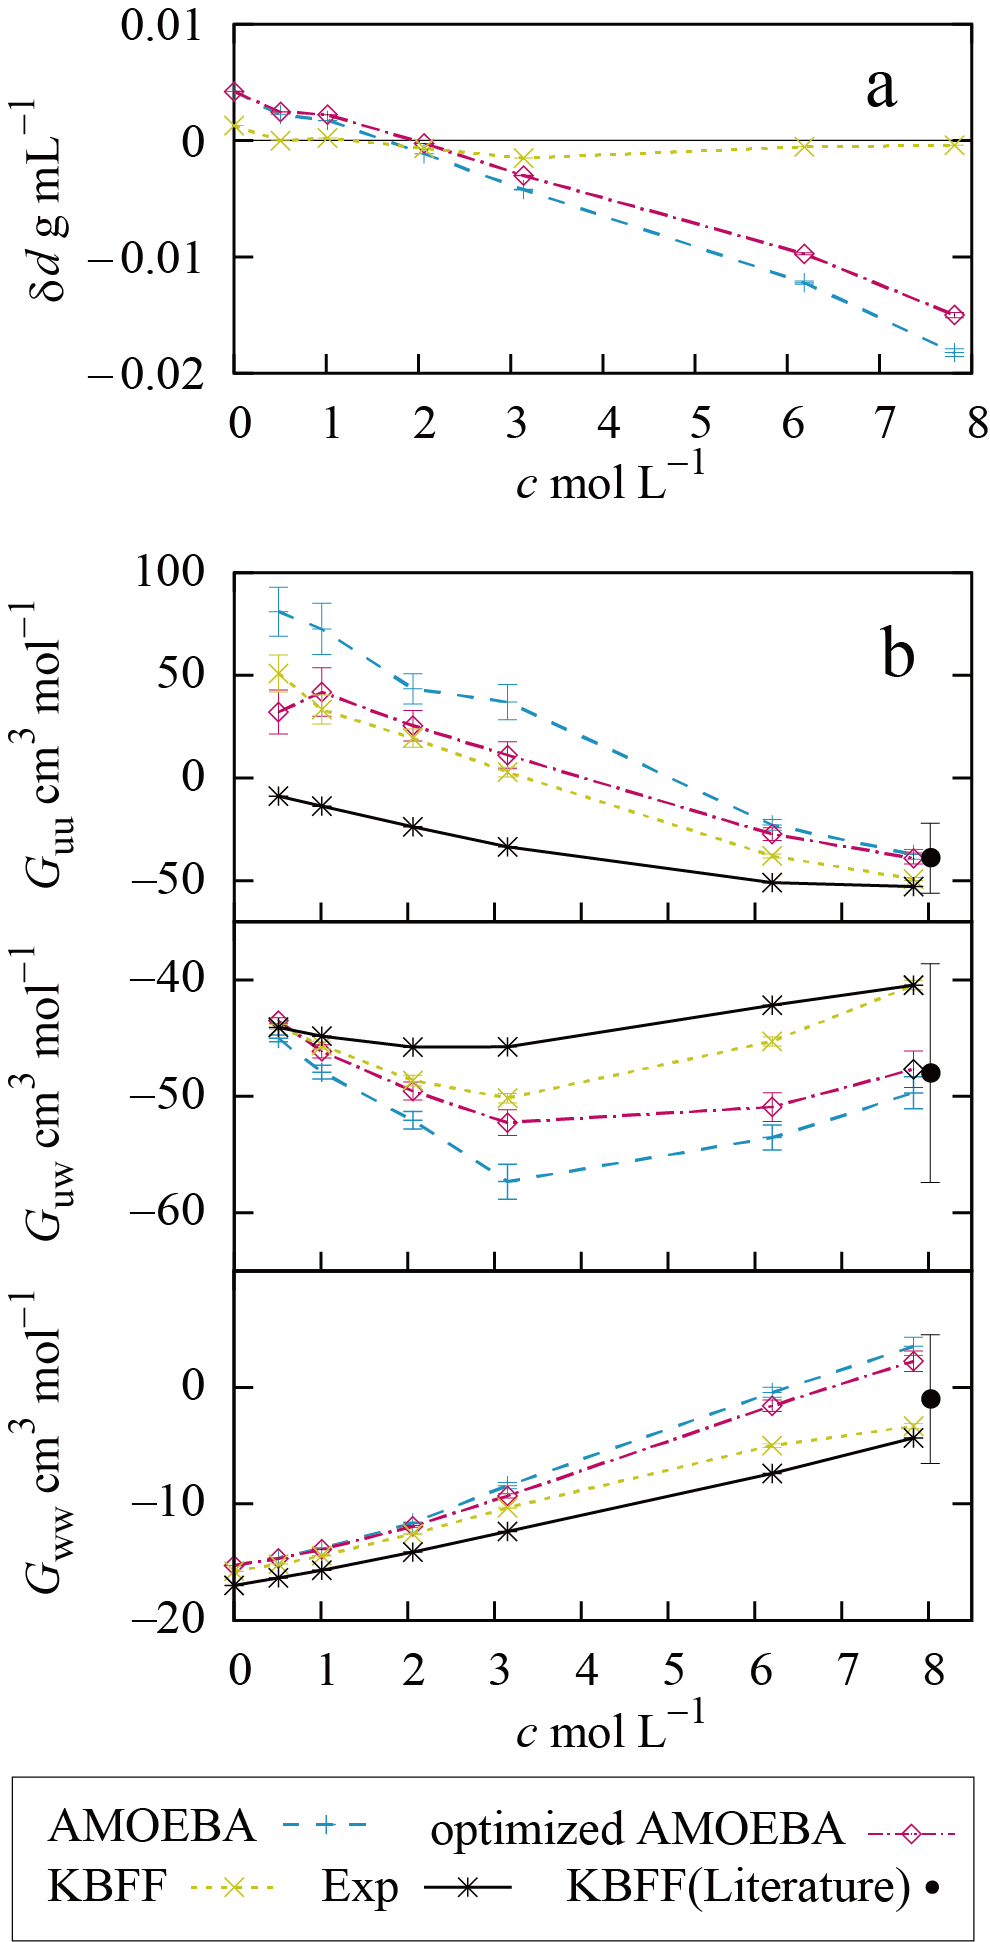 0.01
a
0
−0.01
−0.02
δd g mL−1
0 1 2 3 4 5 6 7 8
c mol L−1
100
b
50
0
−50
Guu cm3 mol−1
−40
−50
−60
Guw cm3 mol−1
0
−10
−20
Gww cm3 mol−1
0 1 2 3 4 5 6 7 8
c mol L−1
AMOEBA optimized AMOEBA
KBFF Exp KBFF(Literature)